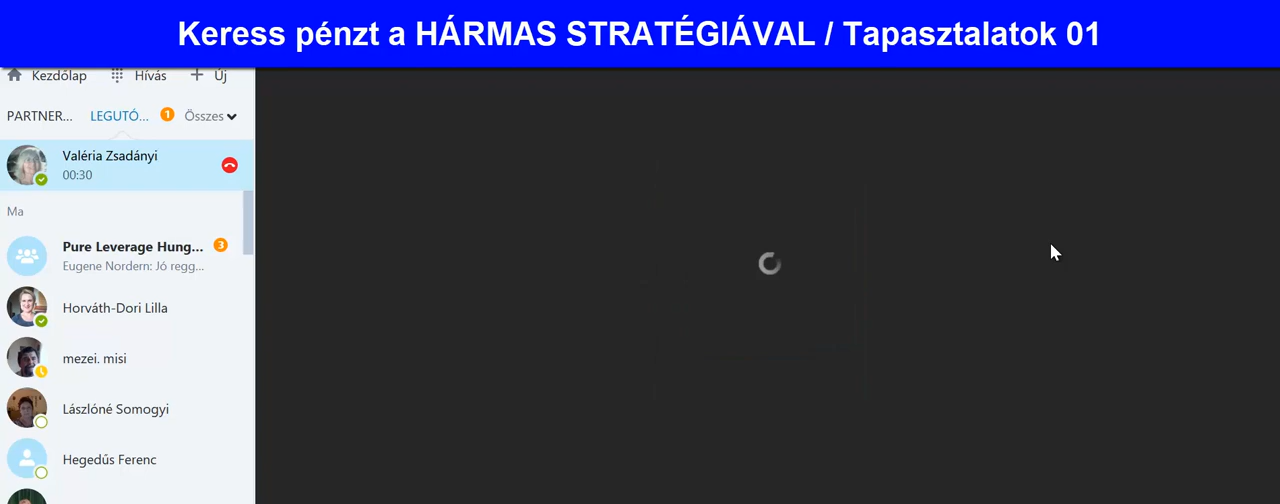 Keress pénzt a HÁRMAS STRATÉGIÁVAL / Tapasztalatok 01
Kezdőlap Hívás Új
PARTNER... LEGUTÓ... 1 Összes
Valéria Zsadányi
00:30
Ma
Pure Leverage Hung... 3
Eugene Nordern: Jó regg...
Horváth-Dori Lilla
mezei. misi
Lászlóné Somogyi
Hegedűs Ferenc